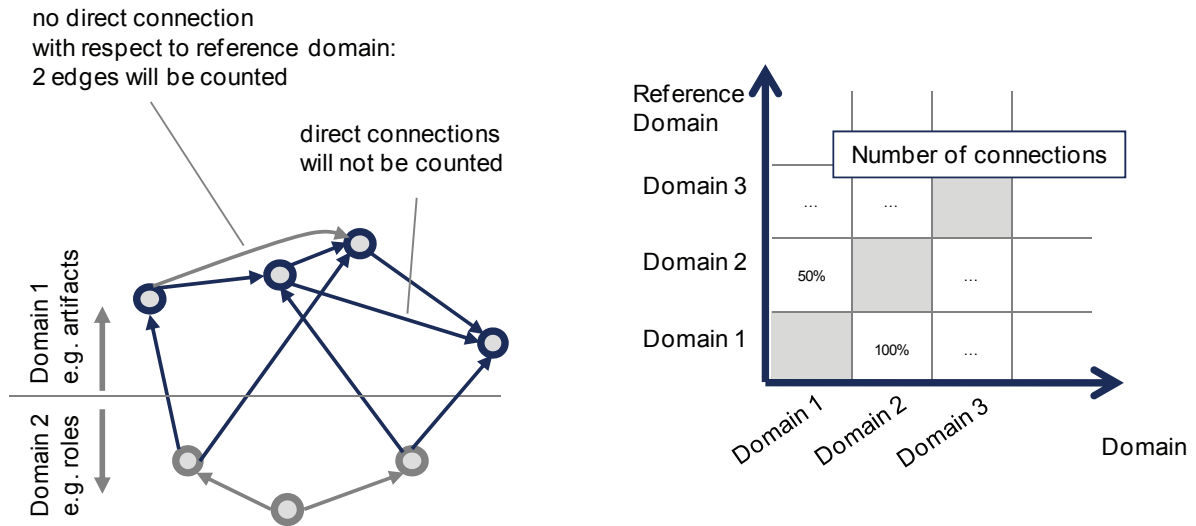 no direct connection
with respect to reference domain:
2 edges will be counted
direct connections
will not be counted
Domain 1
e.g. artifacts
Domain 2
e.g. roles
Reference
Domain
Number of connections
Domain 3
... ...
Domain 2
50% ...
Domain 1
100% ...
Domain 1 Domain 2 Domain 3
Domain